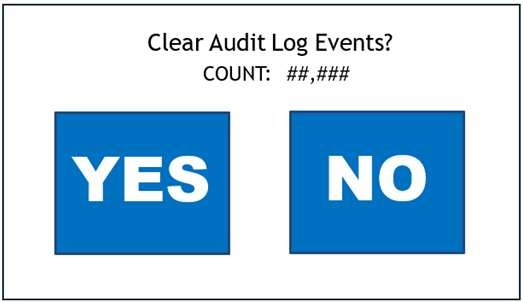 Clear Audit Log Events?
COUNT: ##,###
YES NO